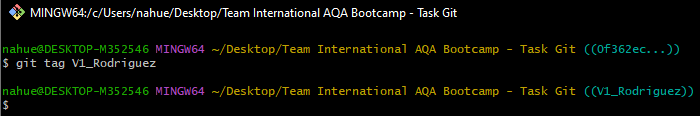 MINGW64:/c/Users/nahue/Desktop/Team International AQA Bootcamp - Task Git
nahue@DESKTOP-M352546 MINGW64 ~/Desktop/Team International AQA Bootcamp - Task Git ((0f362ec...))
$ git tag V1_Rodriguez
nahue@DESKTOP-M352546 MINGW64 ~/Desktop/Team International AQA Bootcamp - Task Git ((V1_Rodriguez))
$